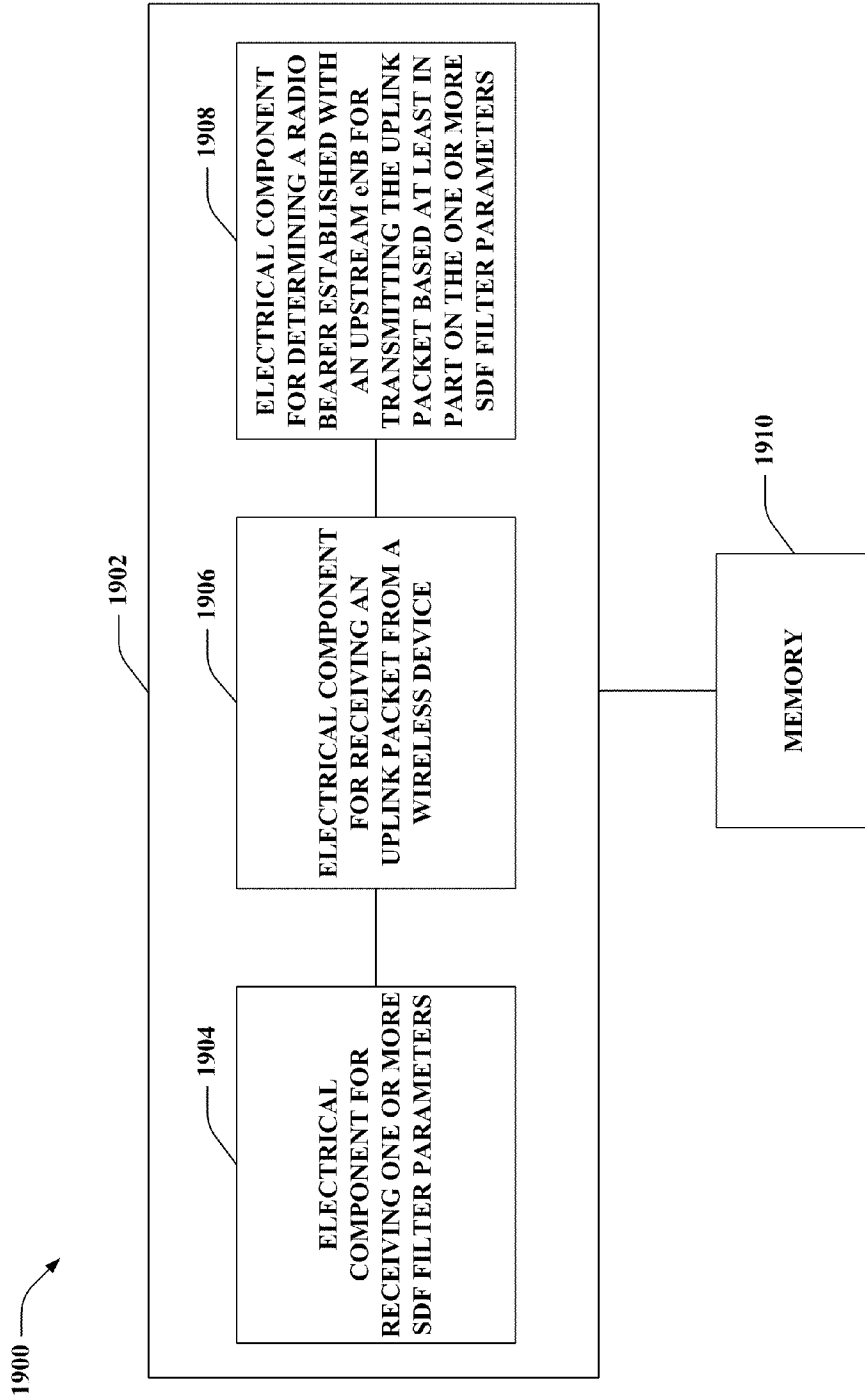 1900
1902
1904
ELECTRICAL
COMPONENT FOR
RECEIVING ONE OR MORE
SDF FILTER PARAMETERS
1906
ELECTRICAL COMPONENT
FOR RECEIVING AN
UPLINK PACKET FROM A
WIRELESS DEVICE
1908
ELECTRICAL COMPONENT
FOR DETERMINING A RADIO
BEARER ESTABLISHED WITH
AN UPSTREAM eNB FOR
TRANSMITTING THE UPLINK
PACKET BASED AT LEAST IN
PART ON THE ONE OR MORE
SDF FILTER PARAMETERS
1910
MEMORY